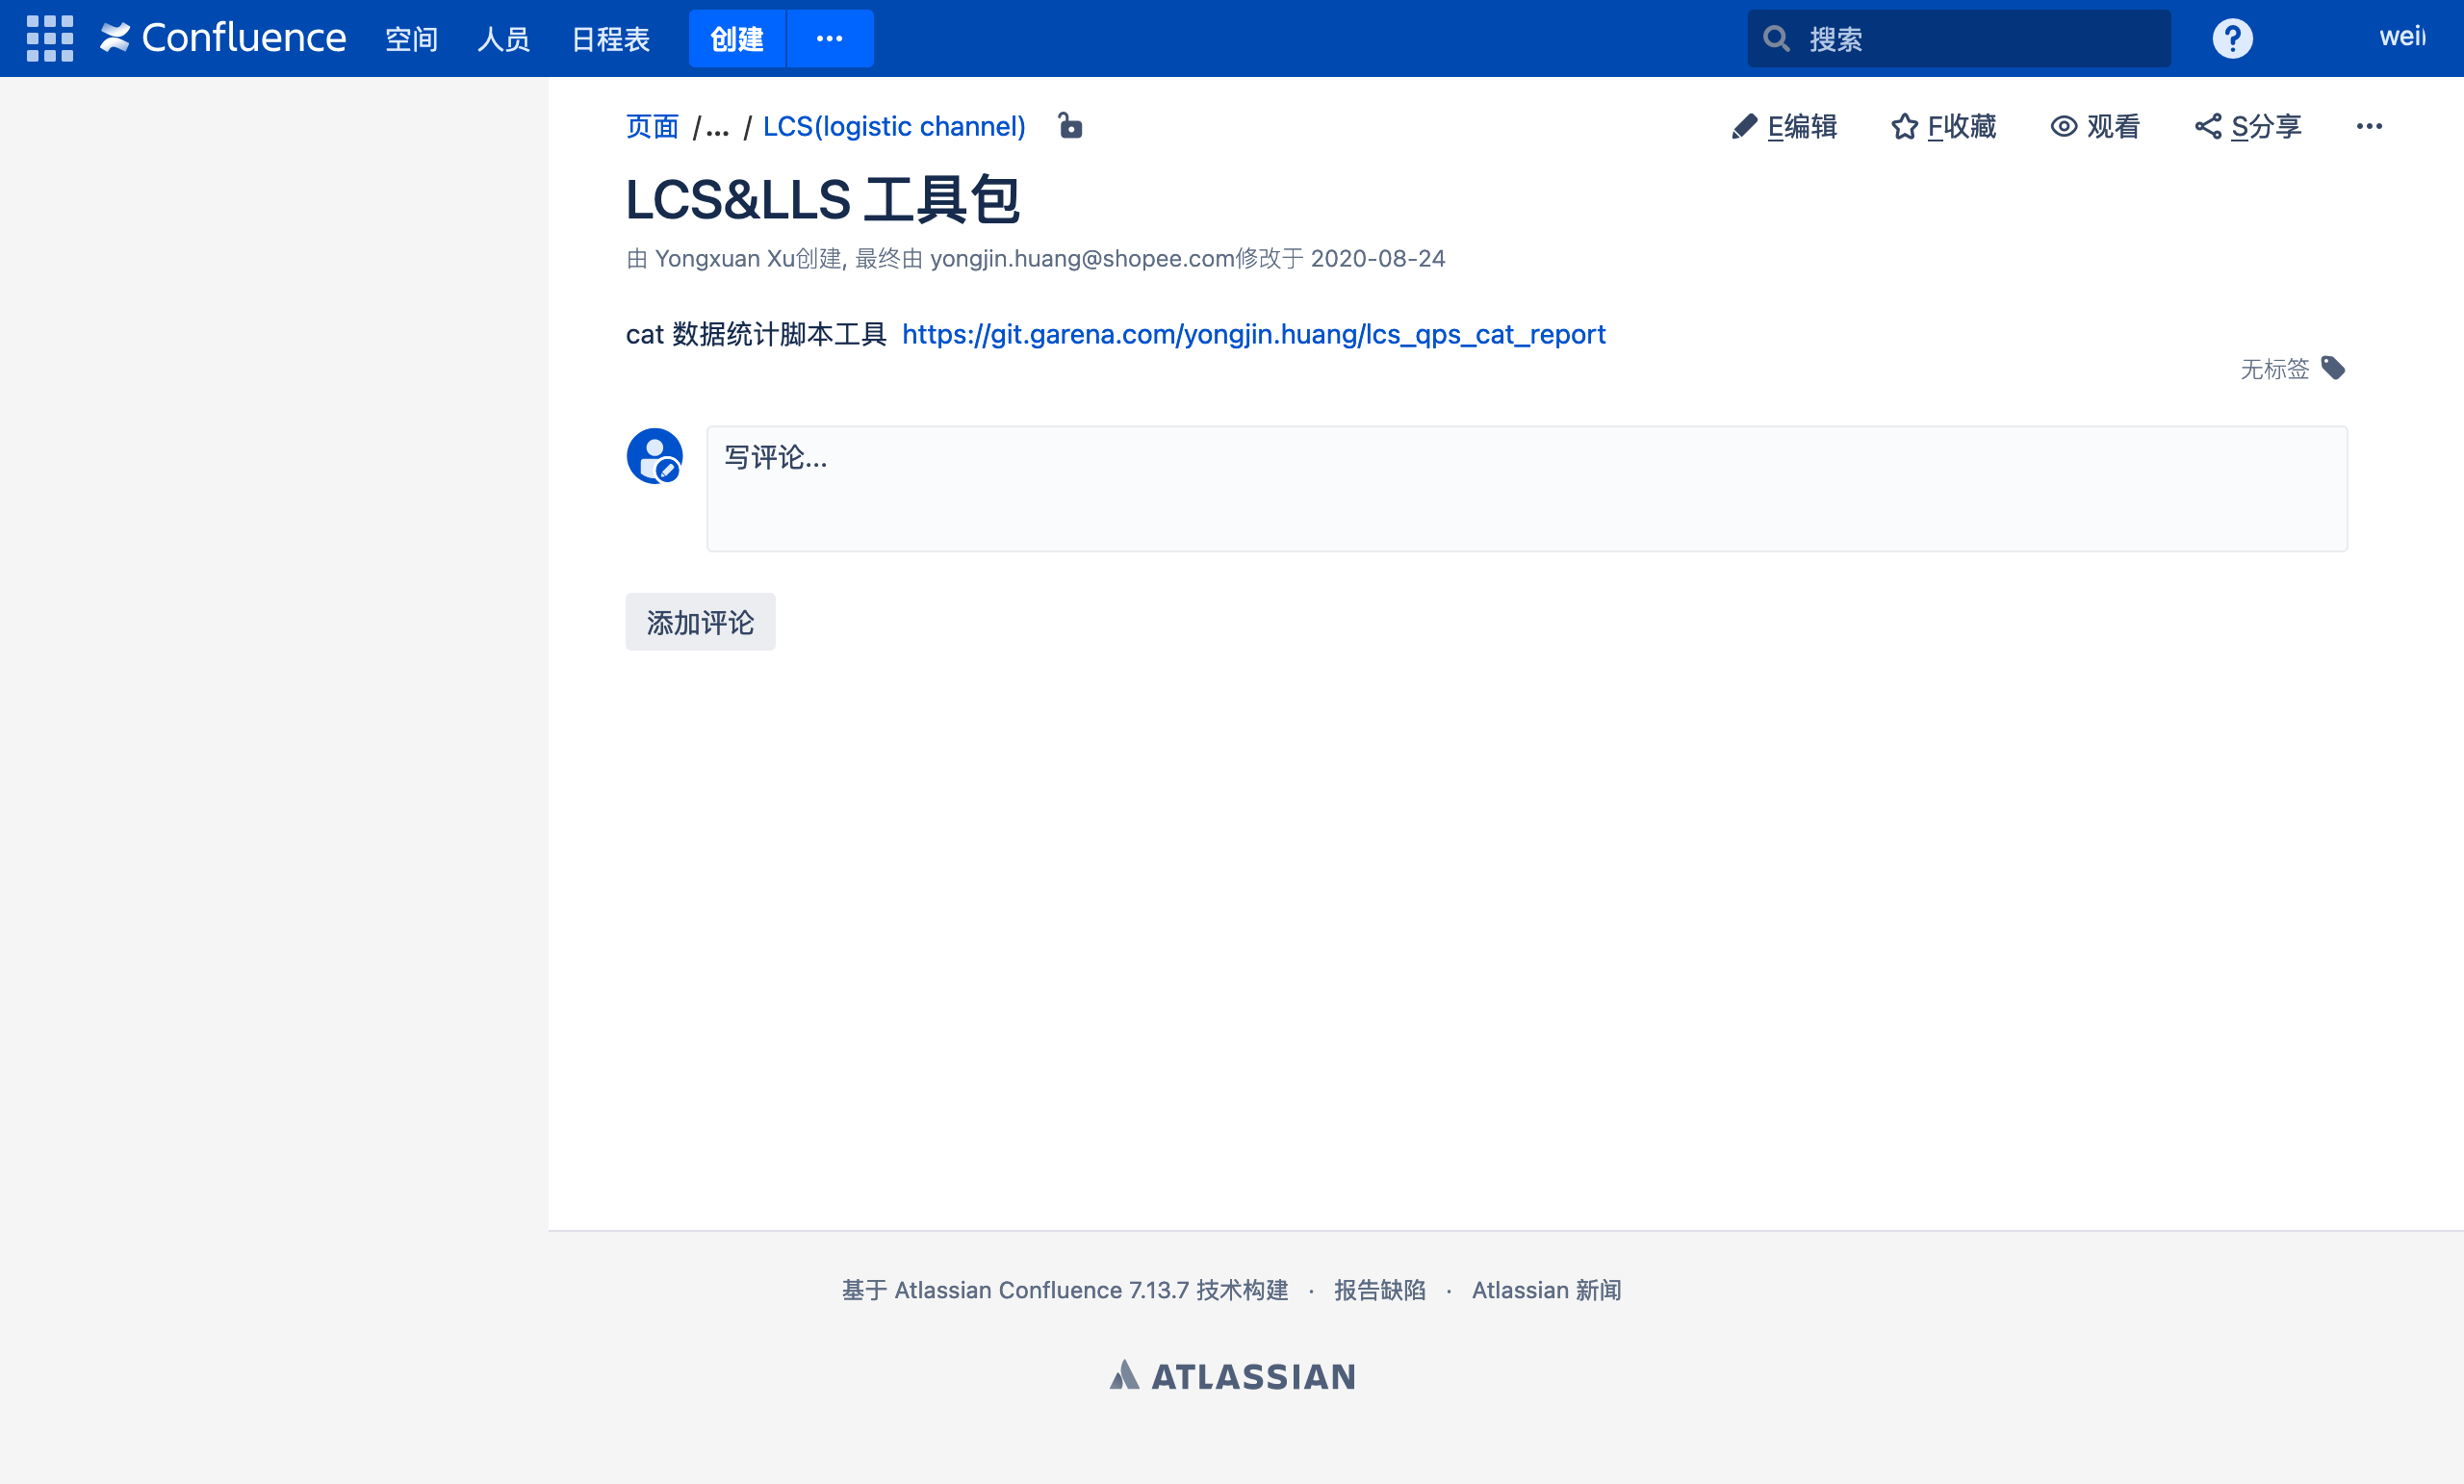 Confluence 空间 人员 日程表 创建 ··· 搜索 ? wei
页面 / ... / LCS(logistic channel) E编辑 F收藏 观看 S分享 ···
LCS&LLS 工具包
由 Yongxuan Xu创建, 最终由 yongjin.huang@shopee.com修改于 2020-08-24
cat 数据统计脚本工具 https://git.garena.com/yongjin.huang/lcs_qps_cat_report
无标签
写评论...
添加评论
基于 Atlassian Confluence 7.13.7 技术构建 · 报告缺陷 · Atlassian 新闻
ATLASSIAN